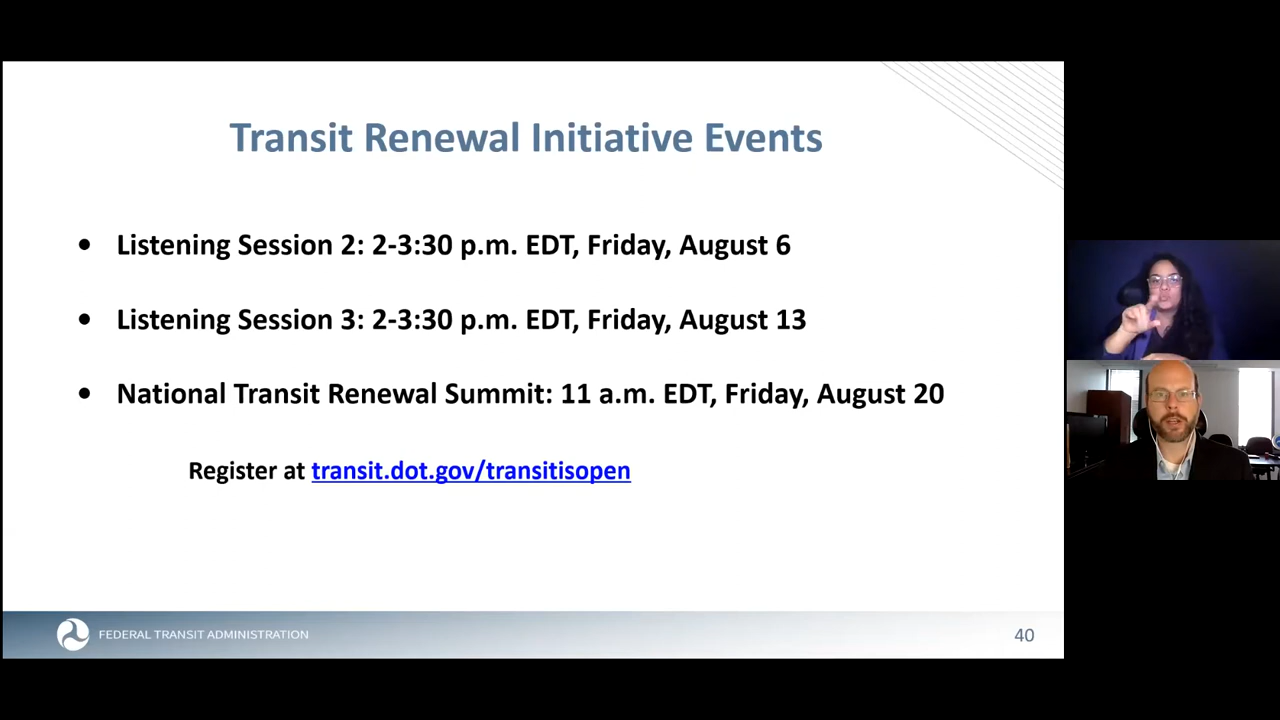 Transit Renewal Initiative Events
• Listening Session 2: 2-3:30 p.m. EDT, Friday, August 6
• Listening Session 3: 2-3:30 p.m. EDT, Friday, August 13
• National Transit Renewal Summit: 11 a.m. EDT, Friday, August 20
Register at transit.dot.gov/transitisopen
FEDERAL TRANSIT ADMINISTRATION
40